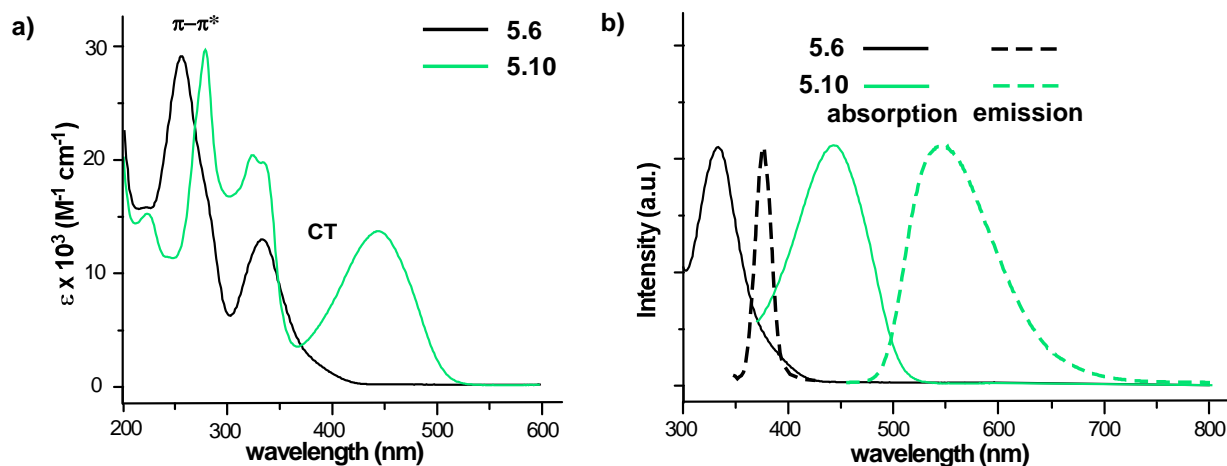 a)
π–π*
5.6
5.10
30
20
10
0
ε x 10³ (M⁻¹ cm⁻¹)
CT
200 300 400 500 600
wavelength (nm)
b)
5.6
5.10
absorption emission
Intensity (a.u.)
300 400 500 600 700 800
wavelength (nm)